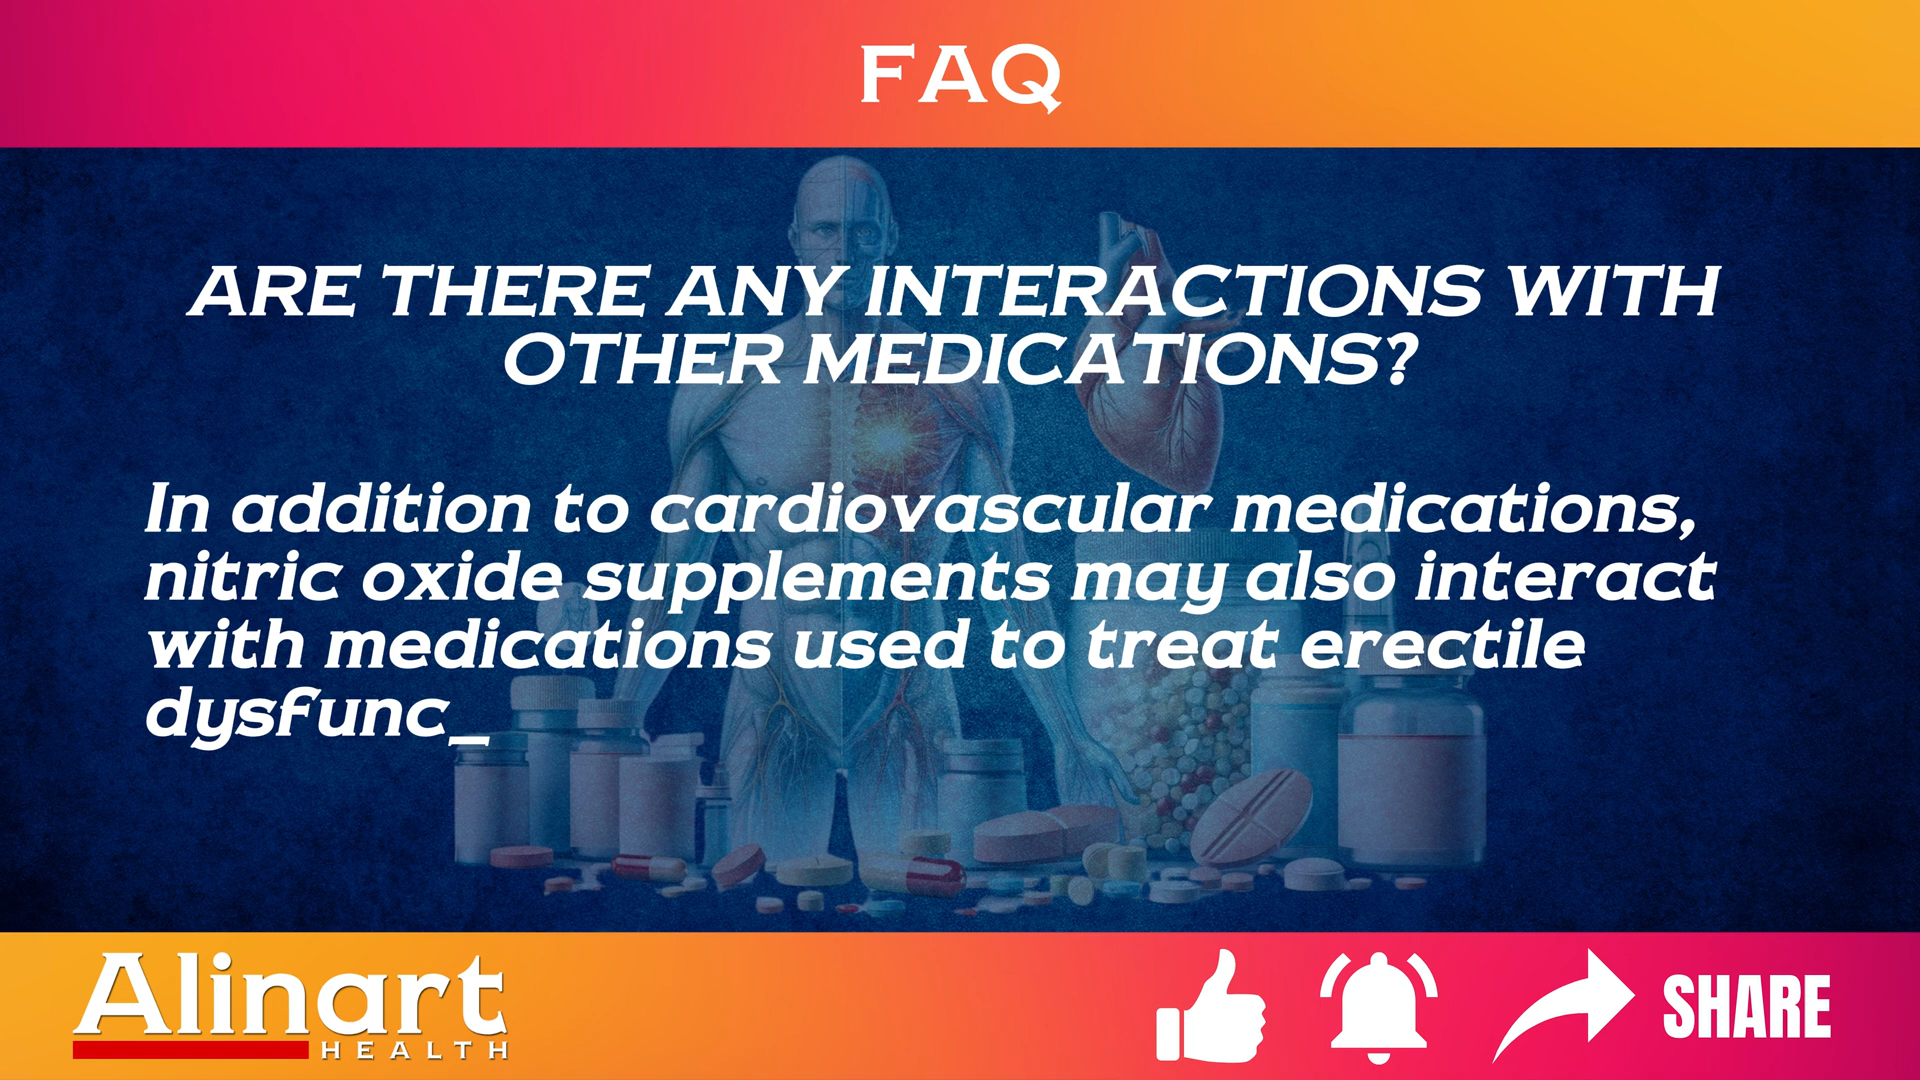 FAQ
ARE THERE ANY INTERACTIONS WITH
OTHER MEDICATIONS?
In addition to cardiovascular medications,
nitric oxide supplements may also interact
with medications used to treat erectile
dysfunc_
Alinart
HEALTH
SHARE